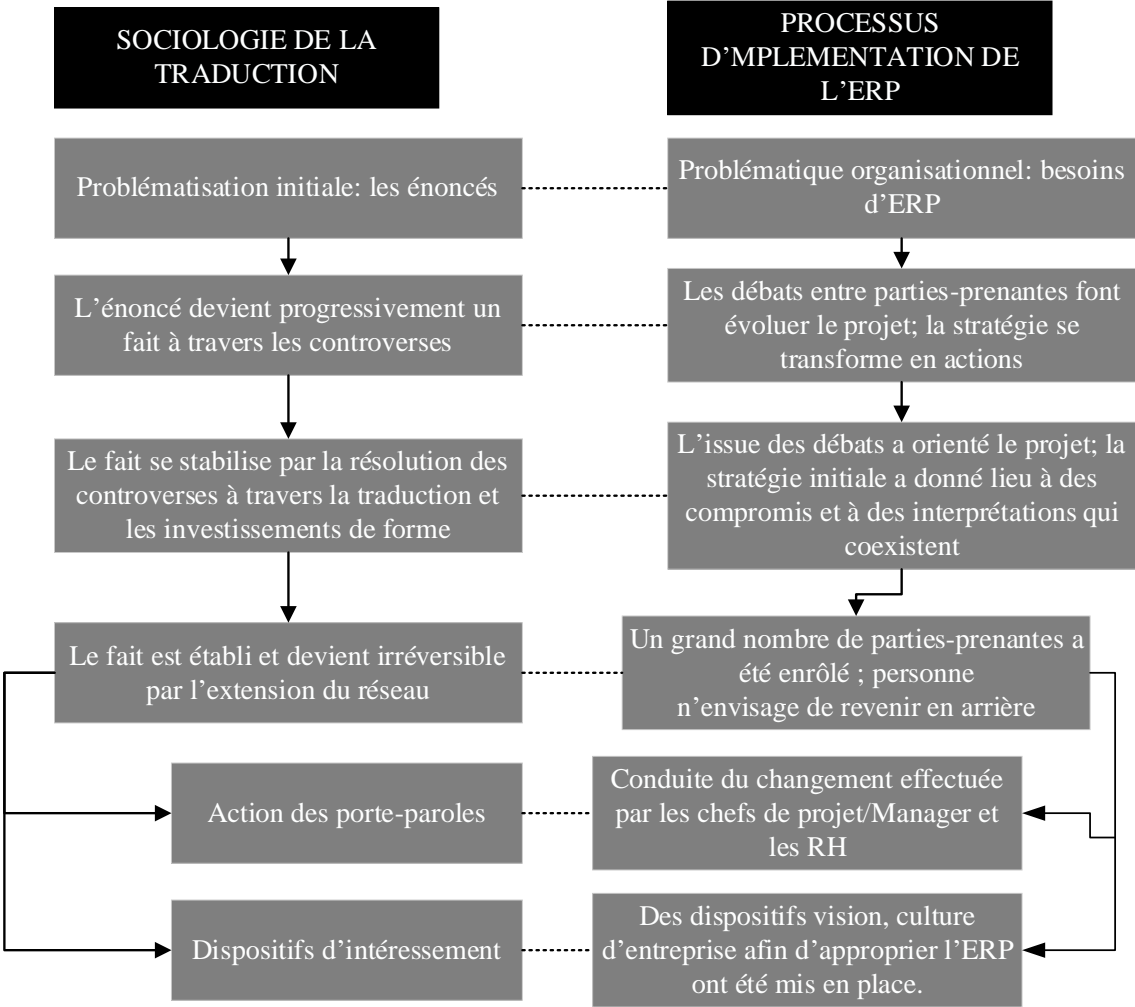 SOCIOLOGIE DE LA
TRADUCTION
PROCESSUS
D’MPLEMENTATION DE
L’ERP
Problématisation initiale: les énoncés
Problématique organisationnel: besoins
d’ERP
L’énoncé devient progressivement un
fait à travers les controverses
Les débats entre parties-prenantes font
évoluer le projet; la stratégie se
transforme en actions
Le fait se stabilise par la résolution des
controverses à travers la traduction et
les investissements de forme
L’issue des débats a orienté le projet; la
stratégie initiale a donné lieu à des
compromis et à des interprétations qui
coexistent
Le fait est établi et devient irréversible
par l’extension du réseau
Un grand nombre de parties-prenantes a
été enrôlé ; personne
n’envisage de revenir en arrière
Action des porte-paroles
Conduite du changement effectuée
par les chefs de projet/Manager et
les RH
Dispositifs d’intéressement
Des dispositifs vision, culture
d’entreprise afin d’approprier l’ERP
ont été mis en place.